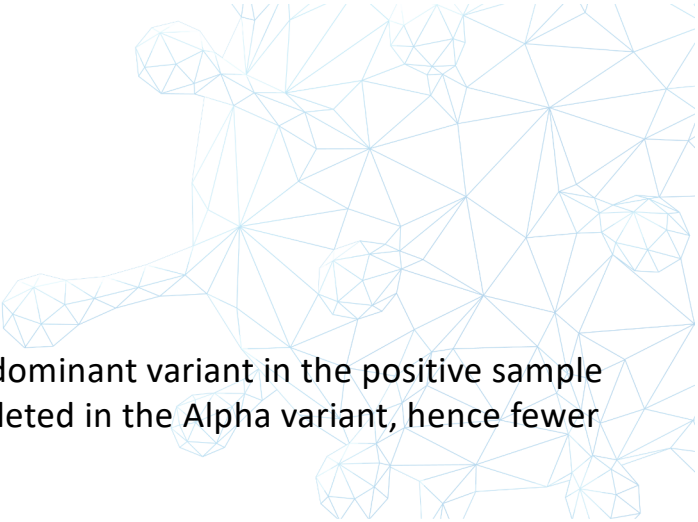 dominant variant in the positive sample
leted in the Alpha variant, hence fewer